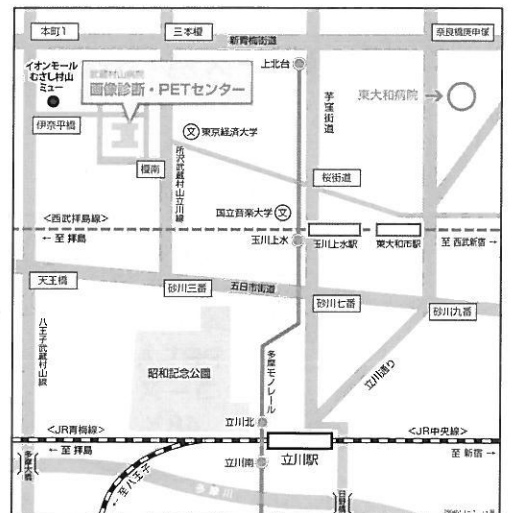 本町1
三本榎
新青梅街道
奈良橋庚申塚
イオンモール
むさし村山
ミュー
武蔵村山病院
画像診断・PETセンター
上北台
芋窪街道
東大和病院
伊奈平橋
文
東京経済大学
榎南
所沢武蔵村山立川線
桜街道
国立音楽大学
文
<西武拝島線>
← 至 拝島
玉川上水
玉川上水駅
東大和市駅
至 西武新宿 →
天王橋
砂川三番
五日市街道
砂川七番
砂川九番
八王子武蔵村山線
昭和記念公園
多摩モノレール
立川通り
立川北
<JR青梅線>
← 至 拝島
立川駅
<JR中央線>
至 新宿 →
立川南
多摩大橋
← 至八王子
多摩川
日野橋